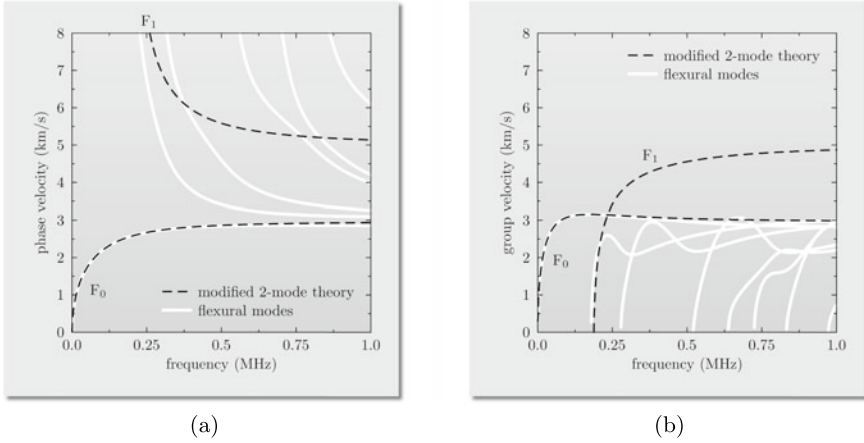 F1
8
7
6
5
4
3
2
1
0
phase velocity (km/s)
F0
modified 2-mode theory
flexural modes
0.0 0.25 0.5 0.75 1.0
frequency (MHz)
(a)
8
7
6
5
4
3
2
1
0
group velocity (km/s)
modified 2-mode theory
flexural modes
F1
F0
0.0 0.25 0.5 0.75 1.0
frequency (MHz)
(b)